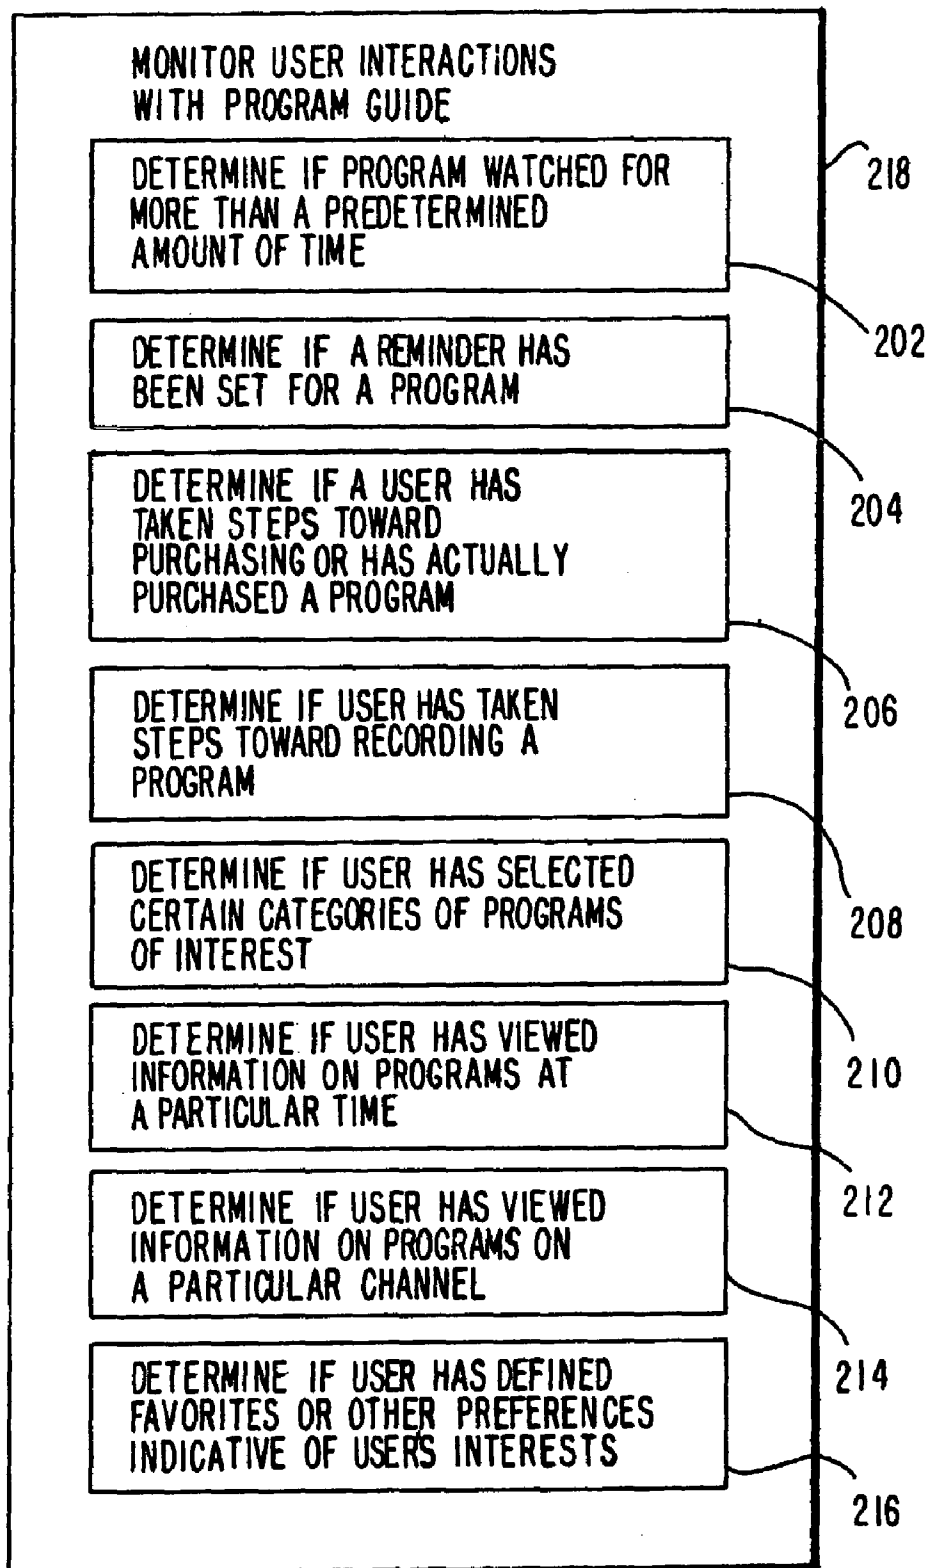 MONITOR USER INTERACTIONS
WITH PROGRAM GUIDE
218
DETERMINE IF PROGRAM WATCHED FOR
MORE THAN A PREDETERMINED
AMOUNT OF TIME
202
DETERMINE IF A REMINDER HAS
BEEN SET FOR A PROGRAM
204
DETERMINE IF A USER HAS
TAKEN STEPS TOWARD
PURCHASING OR HAS ACTUALLY
PURCHASED A PROGRAM
206
DETERMINE IF USER HAS TAKEN
STEPS TOWARD RECORDING A
PROGRAM
208
DETERMINE IF USER HAS SELECTED
CERTAIN CATEGORIES OF PROGRAMS
OF INTEREST
210
DETERMINE IF USER HAS VIEWED
INFORMATION ON PROGRAMS AT
A PARTICULAR TIME
212
DETERMINE IF USER HAS VIEWED
INFORMATION ON PROGRAMS ON
A PARTICULAR CHANNEL
214
DETERMINE IF USER HAS DEFINED
FAVORITES OR OTHER PREFERENCES
INDICATIVE OF USER'S INTERESTS
216